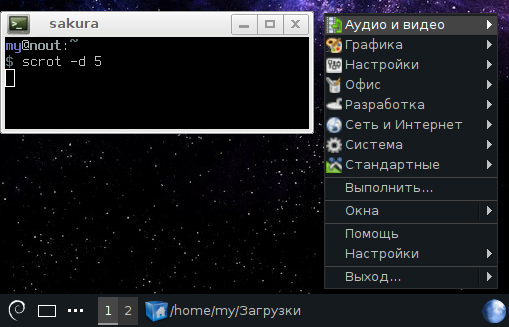 sakura
my@nout:~
$ scrot -d 5
Аудио и видео
Графика
Настройки
Офис
Разработка
Сеть и Интернет
Система
Стандартные
Выполнить...
Окна
Помощь
Настройки
Выход...
1 2 /home/my/Загрузки